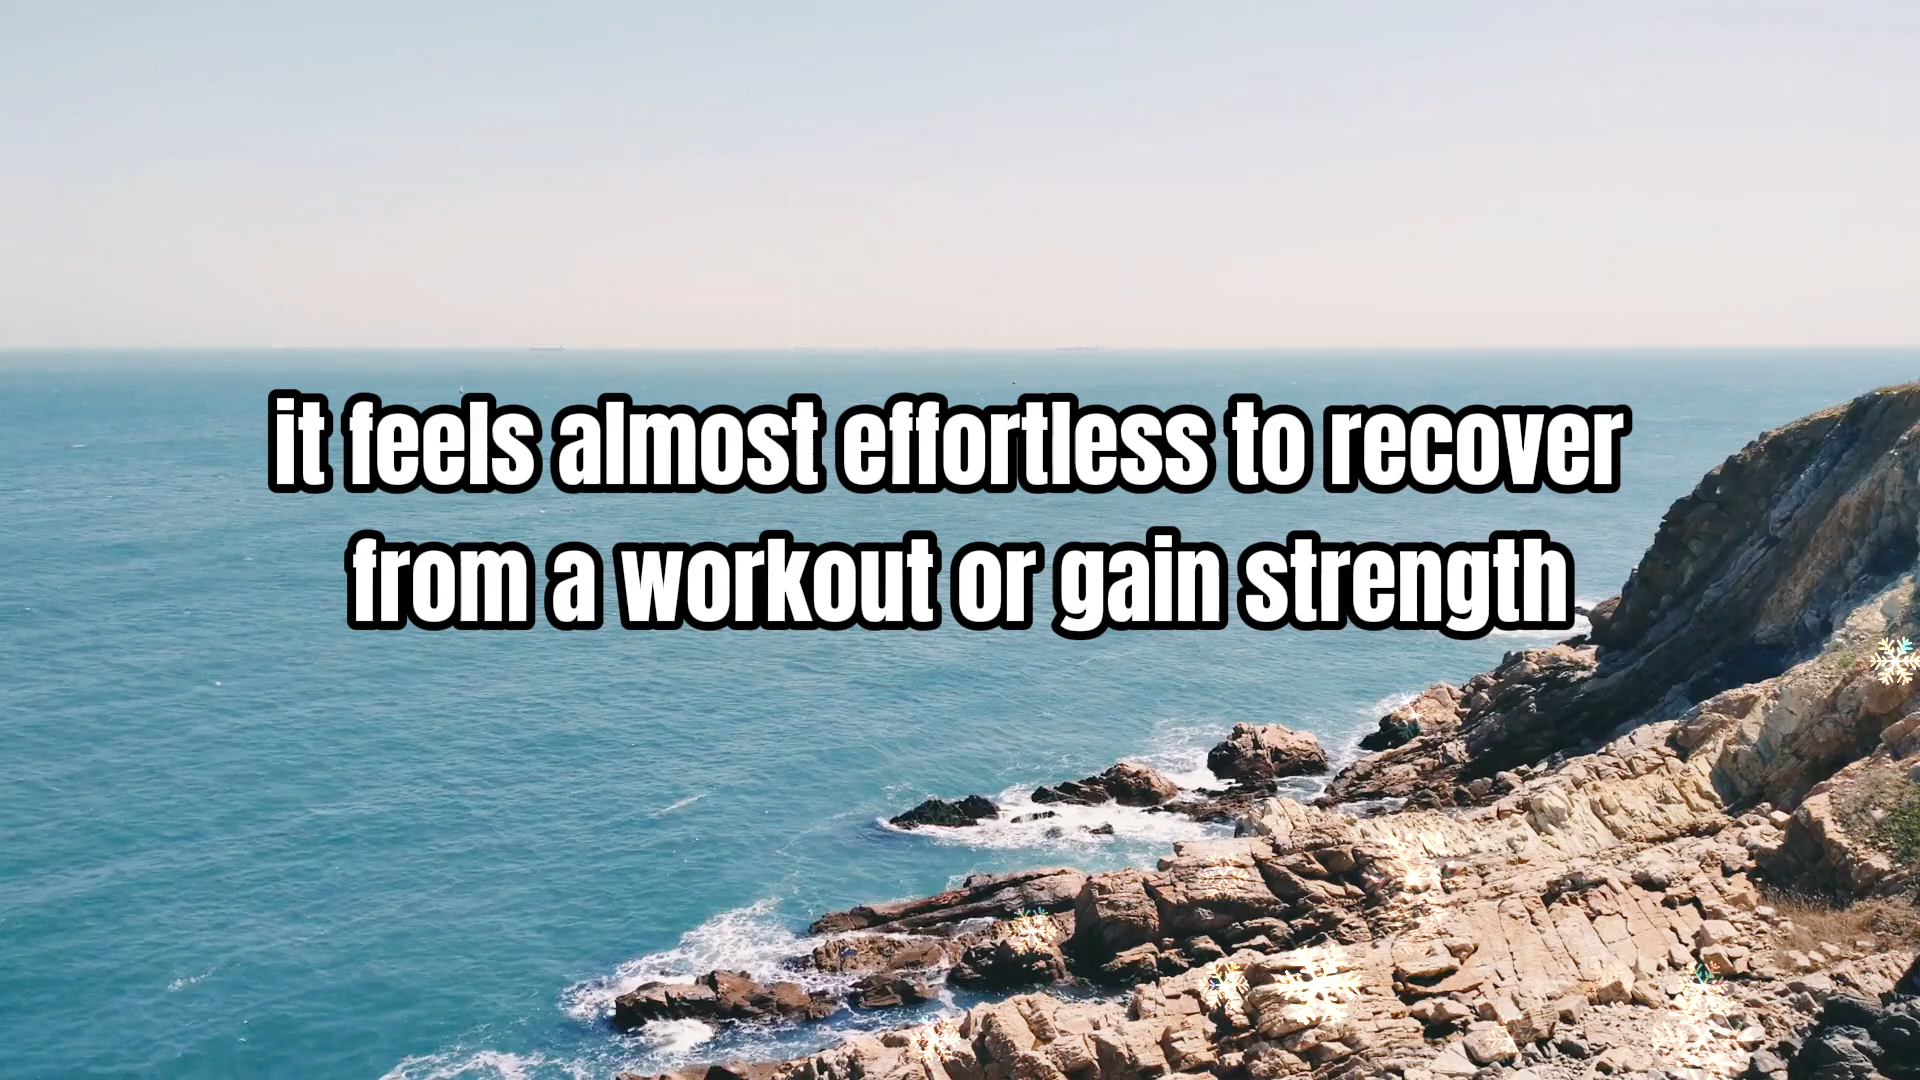 it feels almost effortless to recover
from a workout or gain strength